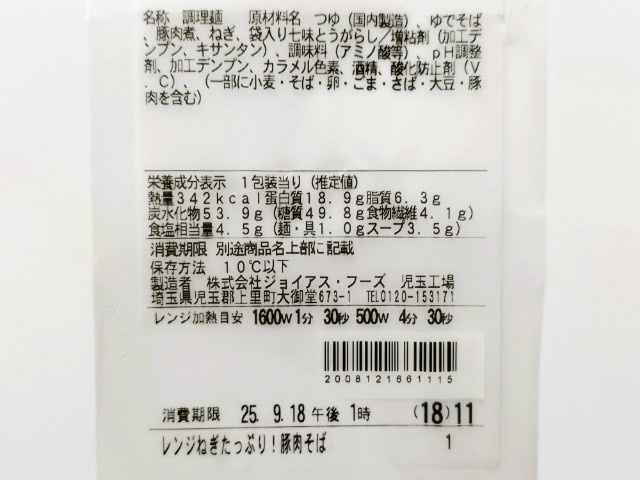 名称 調理麺 原材料名 つゆ(国内製造)、ゆでそば
、豚肉煮、ねぎ、袋入り七味とうがらし/増粘剤(加工デ
ンプン、キサンタン)、調味料(アミノ酸等)、pH調整
剤、加工デンプン、カラメル色素、酒精、酸化防止剤(V
.C)、(一部に小麦・そば・卵・ごま・さば・大豆・豚
肉を含む)
栄養成分表示 1包装当り(推定値)
熱量342kcal蛋白質18.9g脂質6.3g
炭水化物53.9g(糖質49.8g食物繊維4.1g)
食塩相当量4.5g(麺・具1.0gスープ3.5g)
消費期限 別途商品名上部に記載
保存方法 10℃以下
製造者 株式会社ジョイアス・フーズ 児玉工場
埼玉県児玉郡上里町大御堂673-1 TEL0120-153171
レンジ加熱目安 1600W 1分 30秒 500W 4分 30秒
2008121661115
消費期限 25. 9.18 午後 1時 (18)11
レンジねぎたっぷり!豚肉そば 1